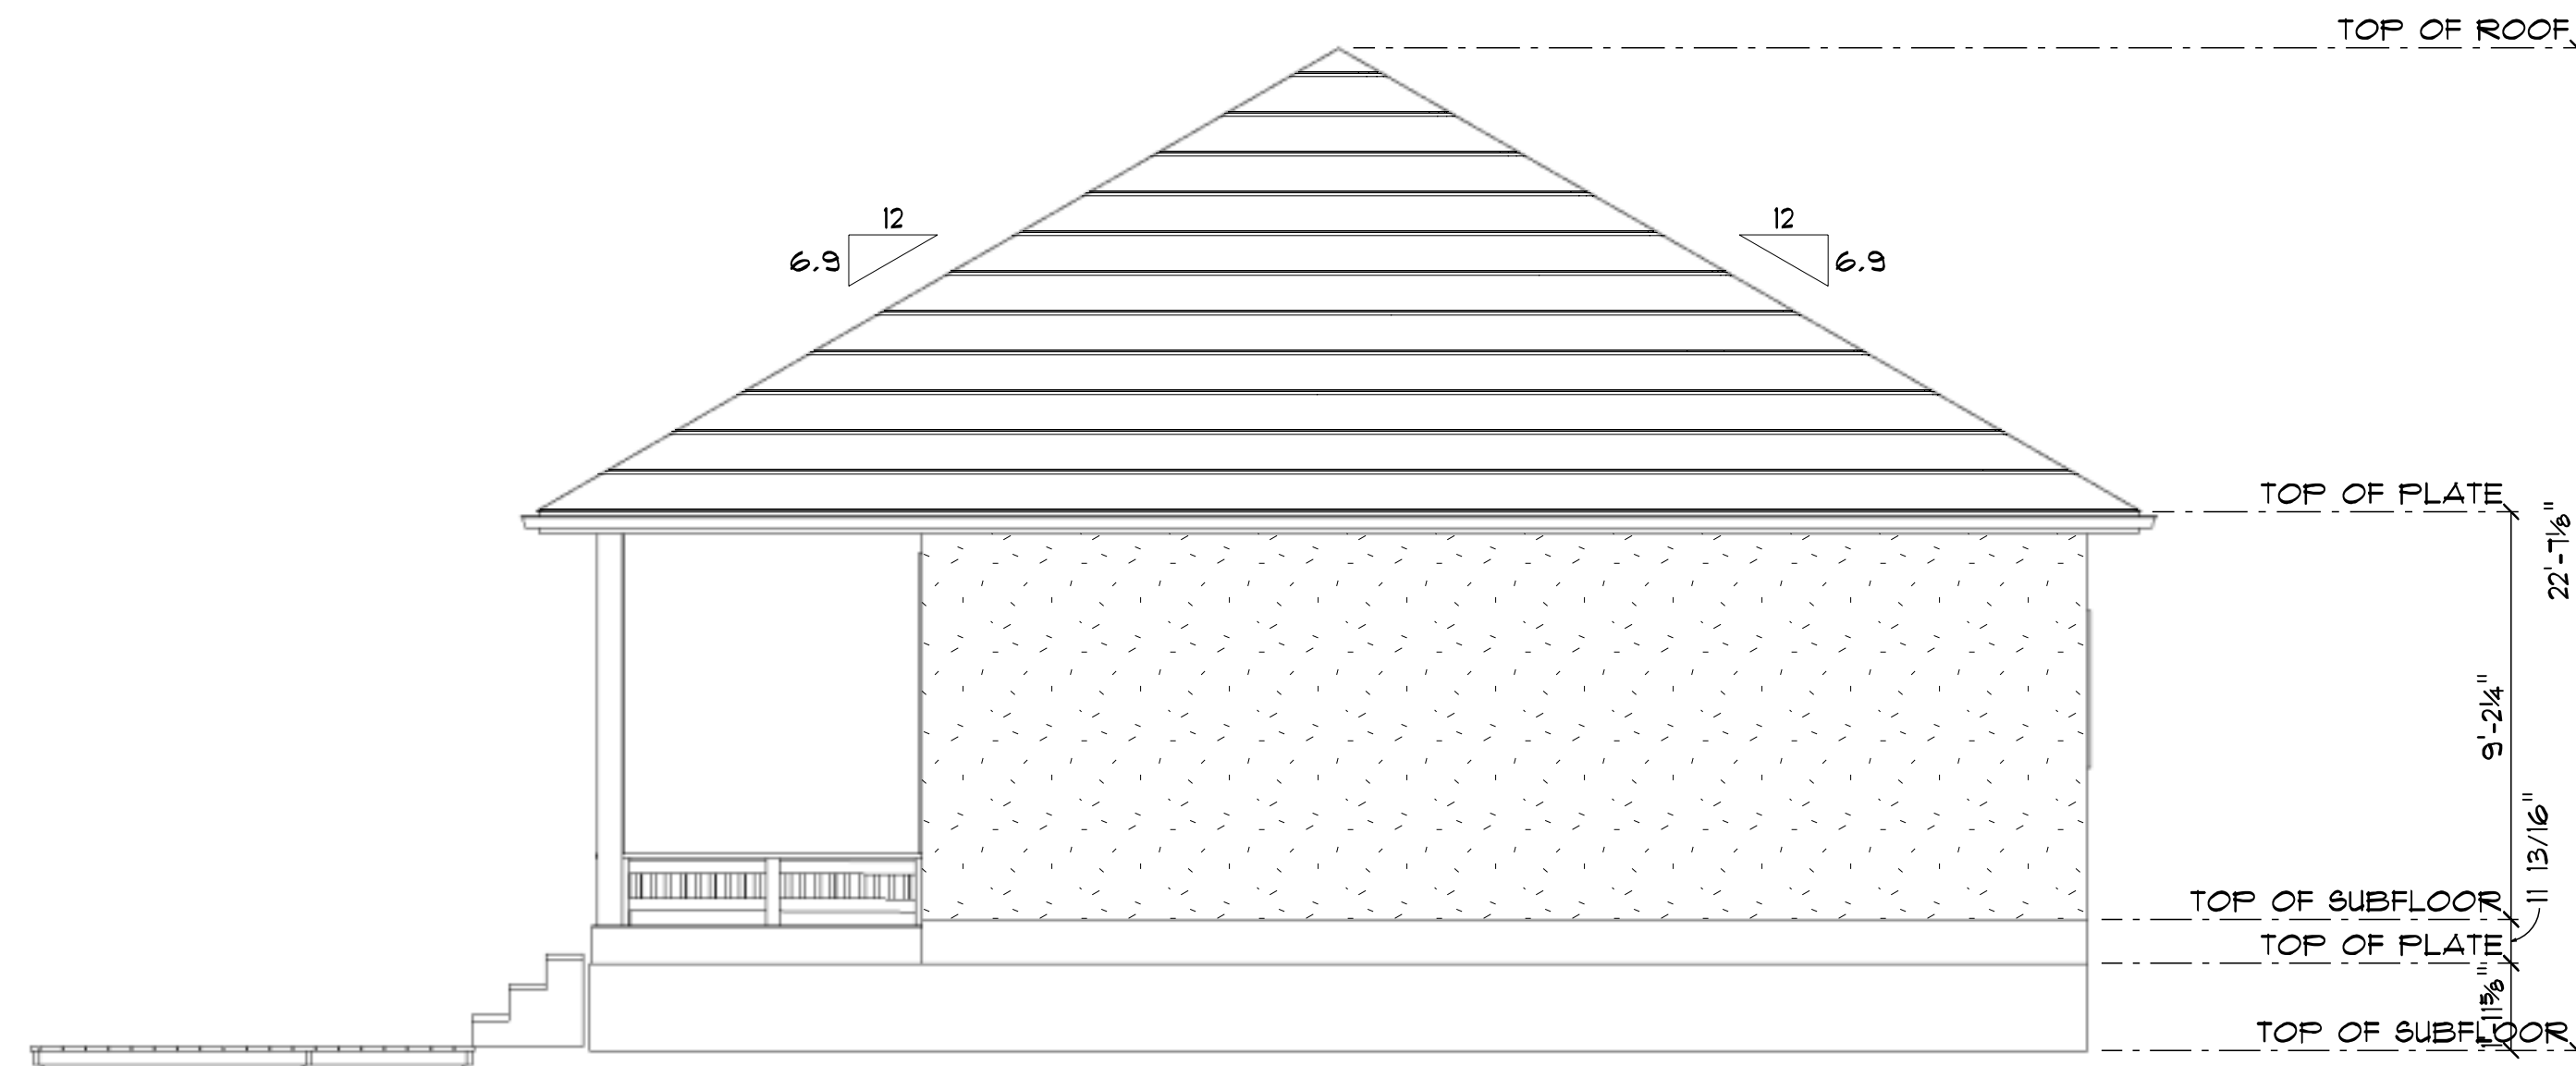 TOP OF ROOF
12
6.9
12
6.9
TOP OF PLATE
22'-7⅛"
9'-2¼"
11 13/16"
TOP OF SUBFLOOR
TOP OF PLATE
1'-11⅝"
TOP OF SUBFLOOR